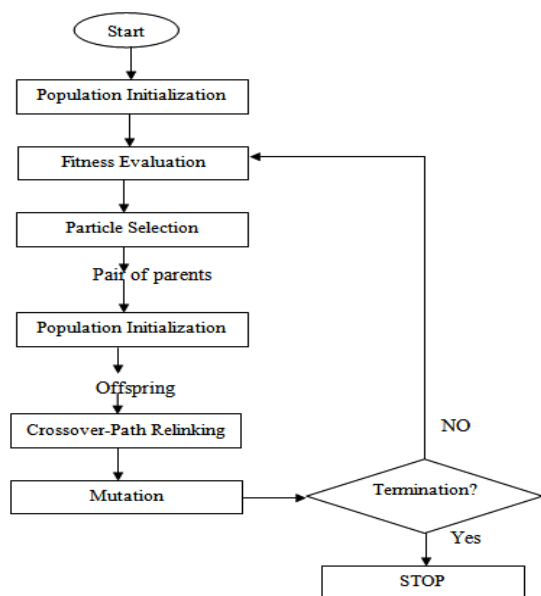 Start
Population Initialization
Fitness Evaluation
Particle Selection
Pair of parents
Population Initialization
Offspring
Crossover-Path Relinking
Mutation
NO
Termination?
Yes
STOP